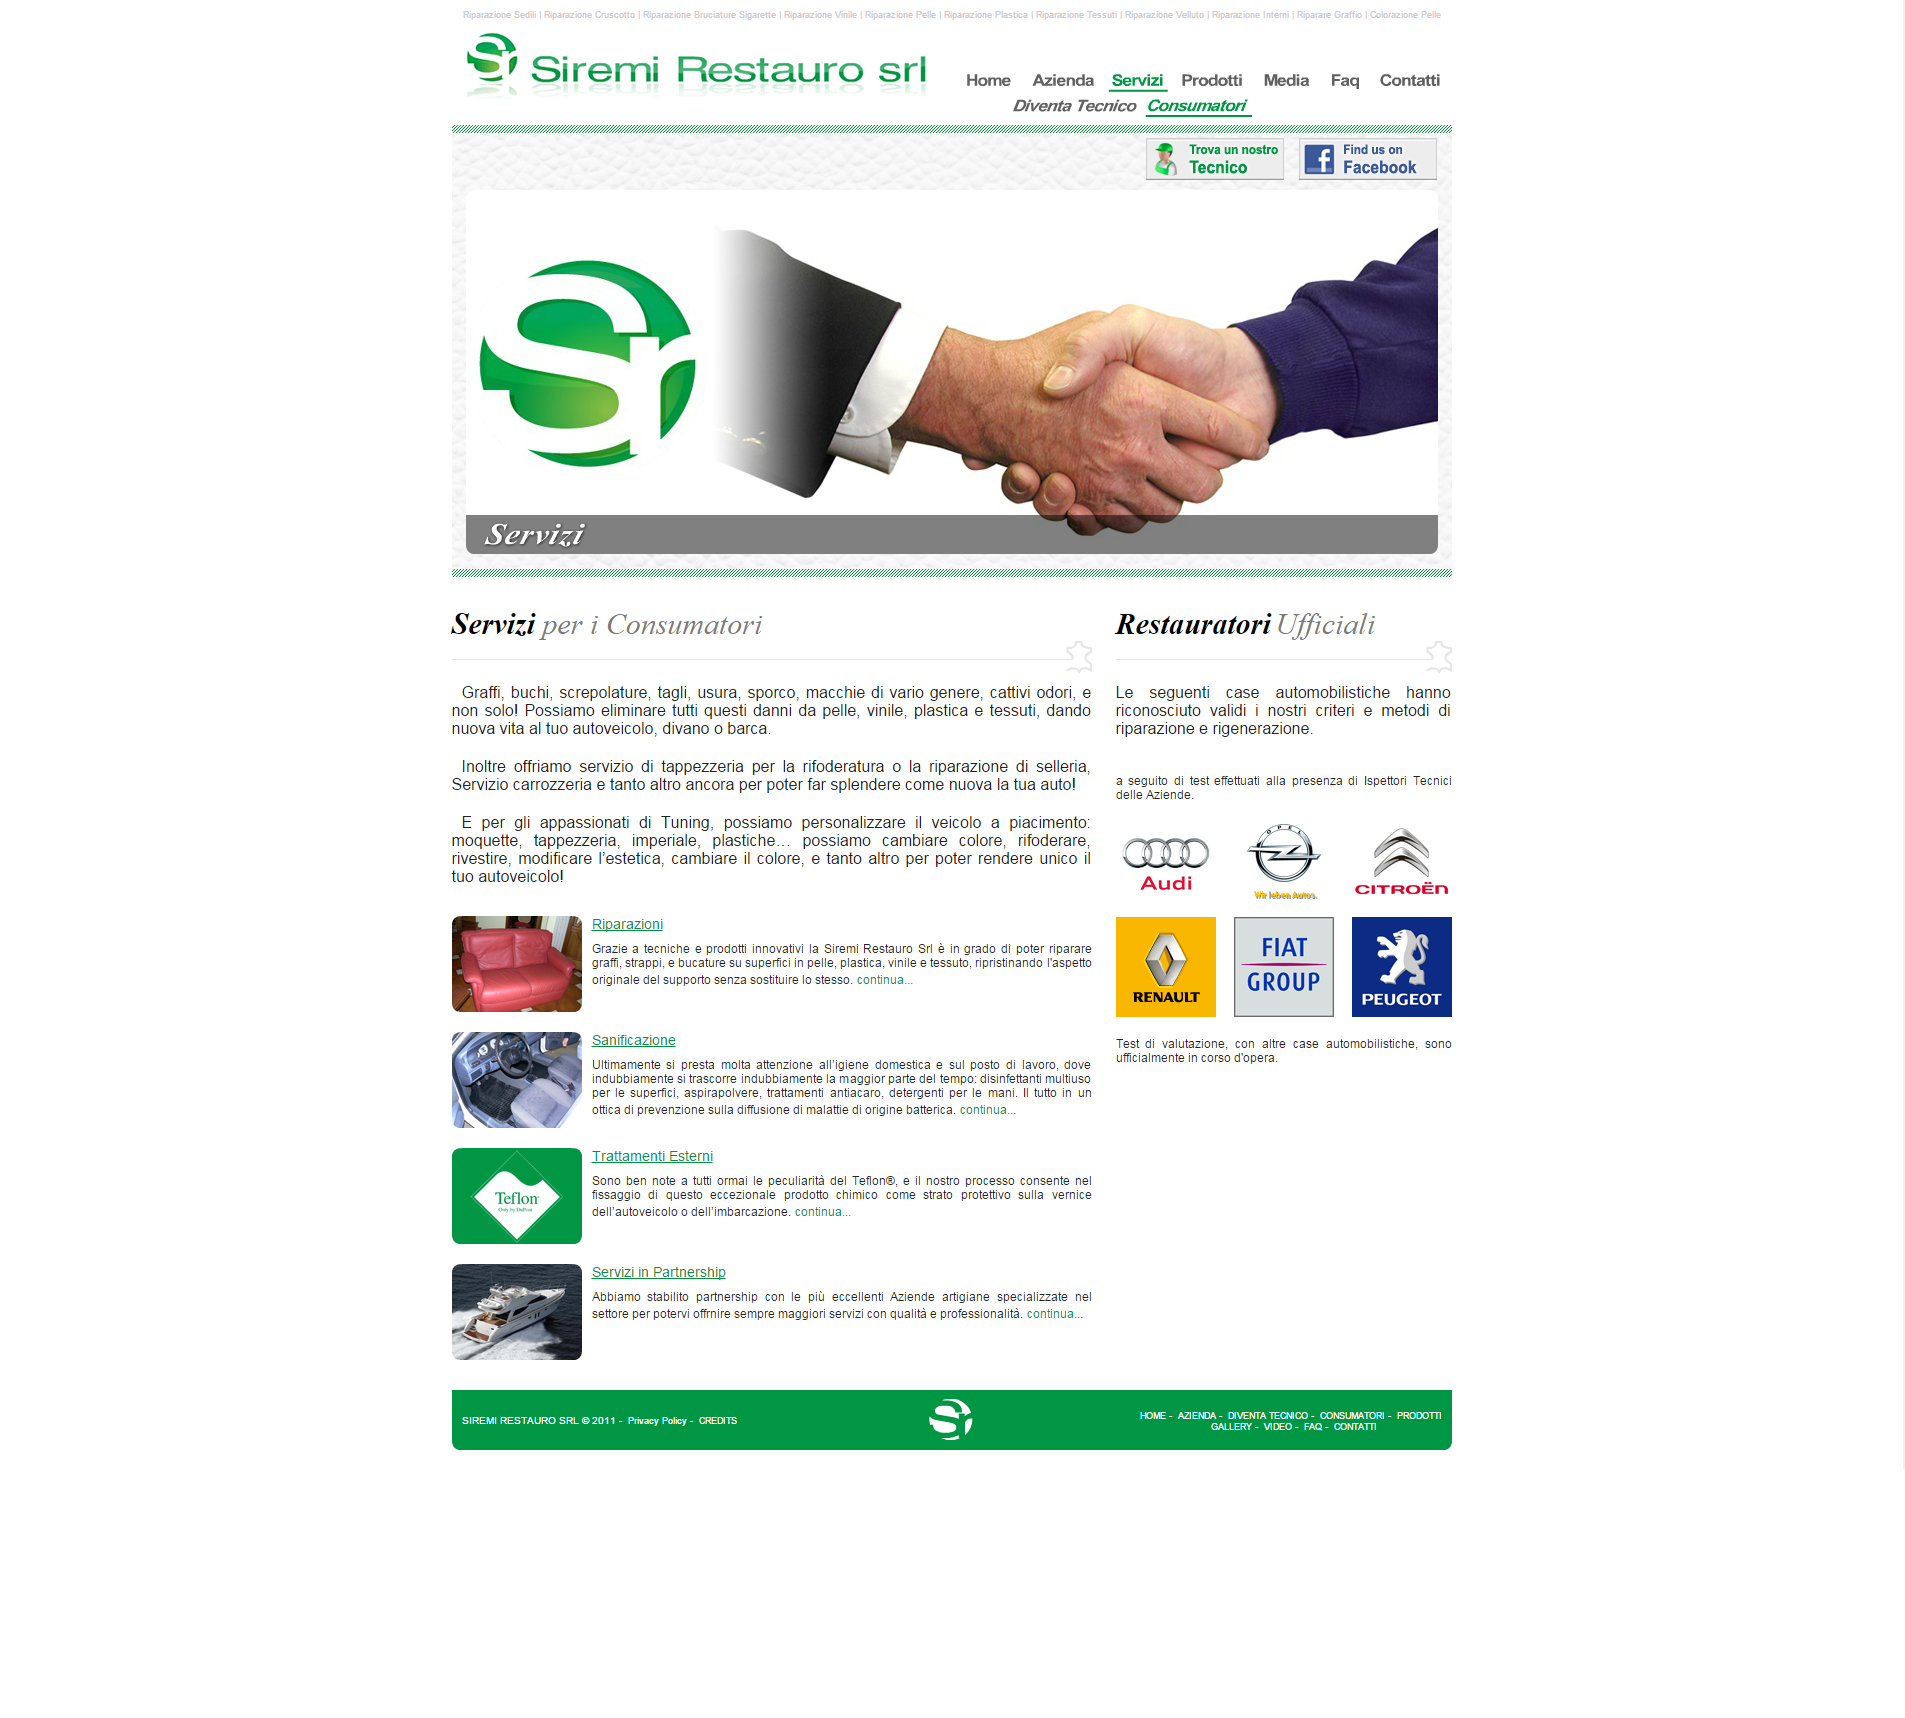 Riparazione Sedili | Riparazione Cruscotto | Riparazione Bruciature Sigarette | Riparazione Vinile | Riparazione Pelle | Riparazione Plastica | Riparazione Tessuti | Riparazione Velluto | Riparazione Interni | Riparare Graffio | Colorazione Pelle
Sr Siremi Restauro srl
Home Azienda Servizi Prodotti Media Faq Contatti
Diventa Tecnico Consumatori
Trova un nostro
Tecnico
Find us on
Facebook
Sr
Servizi
Servizi per i Consumatori
Graffi, buchi, screpolature, tagli, usura, sporco, macchie di vario genere, cattivi odori, e
non solo! Possiamo eliminare tutti questi danni da pelle, vinile, plastica e tessuti, dando
nuova vita al tuo autoveicolo, divano o barca.
Inoltre offriamo servizio di tappezzeria per la rifoderatura o la riparazione di selleria,
Servizio carrozzeria e tanto altro ancora per poter far splendere come nuova la tua auto!
E per gli appassionati di Tuning, possiamo personalizzare il veicolo a piacimento:
moquette, tappezzeria, imperiale, plastiche... possiamo cambiare colore, rifoderare,
rivestire, modificare l'estetica, cambiare il colore, e tanto altro per poter rendere unico il
tuo autoveicolo!
Riparazioni
Grazie a tecniche e prodotti innovativi la Siremi Restauro Srl è in grado di poter riparare
graffi, strappi, e bucature su superfici in pelle, plastica, vinile e tessuto, ripristinando l'aspetto
originale del supporto senza sostituire lo stesso. continua...
Sanificazione
Ultimamente si presta molta attenzione all'igiene domestica e sul posto di lavoro, dove
indubbiamente si trascorre indubbiamente la maggior parte del tempo: disinfettanti multiuso
per le superfici, aspirapolvere, trattamenti antiacaro, detergenti per le mani. Il tutto in un
ottica di prevenzione sulla diffusione di malattie di origine batterica. continua...
Teflon
Only by DuPont
Trattamenti Esterni
Sono ben note a tutti ormai le peculiarità del Teflon®, e il nostro processo consente nel
fissaggio di questo eccezionale prodotto chimico come strato protettivo sulla vernice
dell'autoveicolo o dell'imbarcazione. continua...
Servizi in Partnership
Abbiamo stabilito partnership con le più eccellenti Aziende artigiane specializzate nel
settore per potervi offrnire sempre maggiori servizi con qualità e professionalità. continua...
Restauratori Ufficiali
Le seguenti case automobilistiche hanno
riconosciuto validi i nostri criteri e metodi di
riparazione e rigenerazione.
a seguito di test effettuati alla presenza di Ispettori Tecnici
delle Aziende.
Audi
OPEL
Wir leben Autos.
CITROËN
RENAULT
FIAT
GROUP
PEUGEOT
Test di valutazione, con altre case automobilistiche, sono
ufficialmente in corso d'opera.
SIREMI RESTAURO SRL © 2011 - Privacy Policy - CREDITS
Sr
HOME - AZIENDA - DIVENTA TECNICO - CONSUMATORI - PRODOTTI
GALLERY - VIDEO - FAQ - CONTATTI